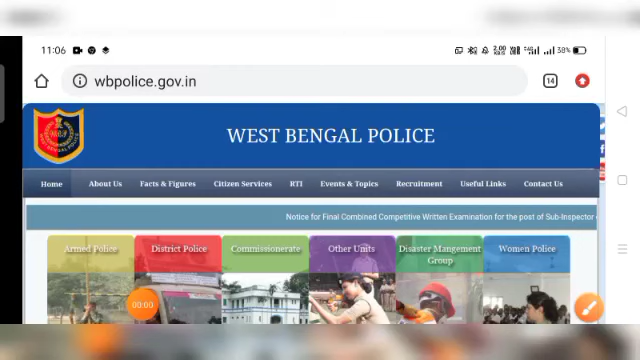 11:06
2.00
38%
wbpolice.gov.in
14
WEST BENGAL POLICE
Home About Us Facts & Figures Citizen Services RTI Events & Topics Recruitment Useful Links Contact Us
Notice for Final Combined Competitive Written Examination for the post of Sub-Inspector
Armed Police District Police Commissionerate Other Units Disaster Mangement Group Women Police
00:00